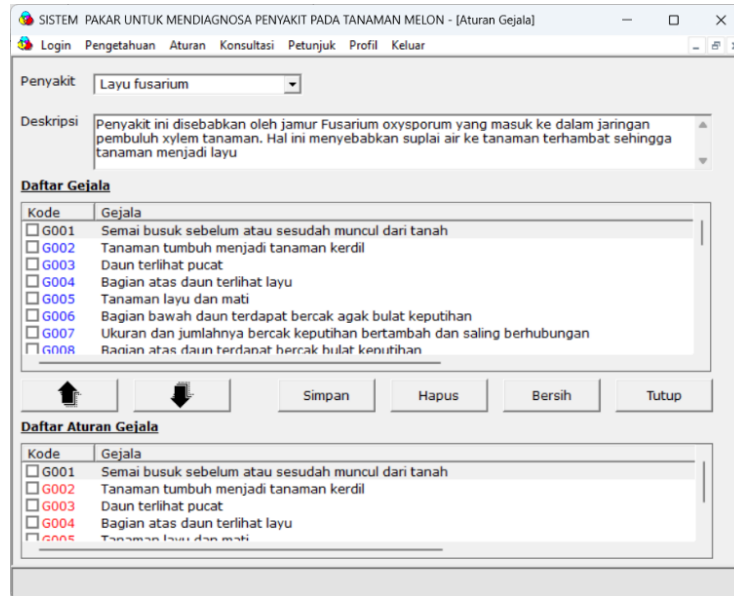 SISTEM PAKAR UNTUK MENDIAGNOSA PENYAKIT PADA TANAMAN MELON - [Aturan Gejala]
Login Pengetahuan Aturan Konsultasi Petunjuk Profil Keluar
Penyakit Layu fusarium
Deskripsi
Penyakit ini disebabkan oleh jamur Fusarium oxysporum yang masuk ke dalam jaringan
pembuluh xylem tanaman. Hal ini menyebabkan suplai air ke tanaman terhambat sehingga
tanaman menjadi layu
Daftar Gejala
Kode Gejala
G001 Semai busuk sebelum atau sesudah muncul dari tanah
G002 Tanaman tumbuh menjadi tanaman kerdil
G003 Daun terlihat pucat
G004 Bagian atas daun terlihat layu
G005 Tanaman layu dan mati
G006 Bagian bawah daun terdapat bercak agak bulat keputihan
G007 Ukuran dan jumlahnya bercak keputihan bertambah dan saling berhubungan
G008 Bagian atas daun terdapat bercak bulat keputihan
Simpan Hapus Bersih Tutup
Daftar Aturan Gejala
Kode Gejala
G001 Semai busuk sebelum atau sesudah muncul dari tanah
G002 Tanaman tumbuh menjadi tanaman kerdil
G003 Daun terlihat pucat
G004 Bagian atas daun terlihat layu
G005 Tanaman layu dan mati